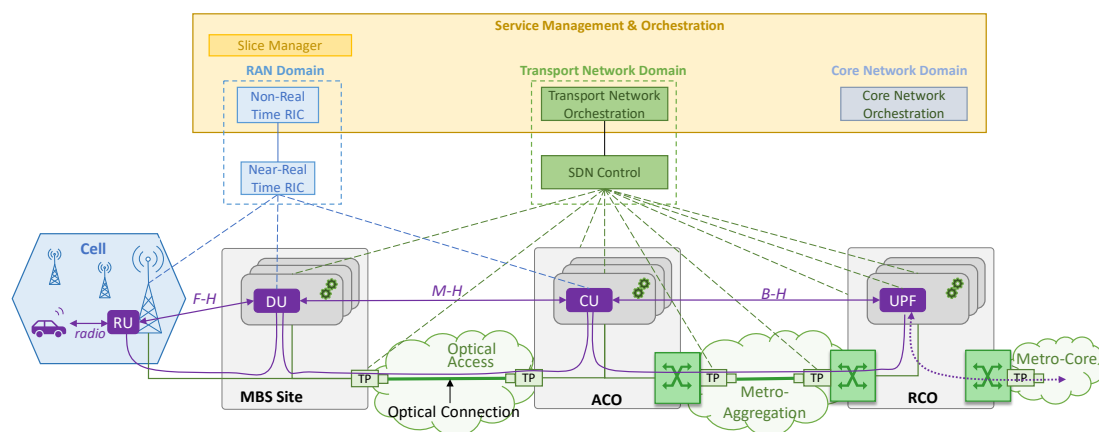 Service Management & Orchestration
Slice Manager
RAN Domain
Transport Network Domain
Core Network Domain
Non-Real
Time RIC
Transport Network
Orchestration
Core Network
Orchestration
Near-Real
Time RIC
SDN Control
Cell
F-H
M-H
B-H
DU
CU
UPF
RU
radio
Optical
Access
Metro-Core
TP
TP
TP
TP
TP
MBS Site
Optical Connection
ACO
Metro-
Aggregation
RCO